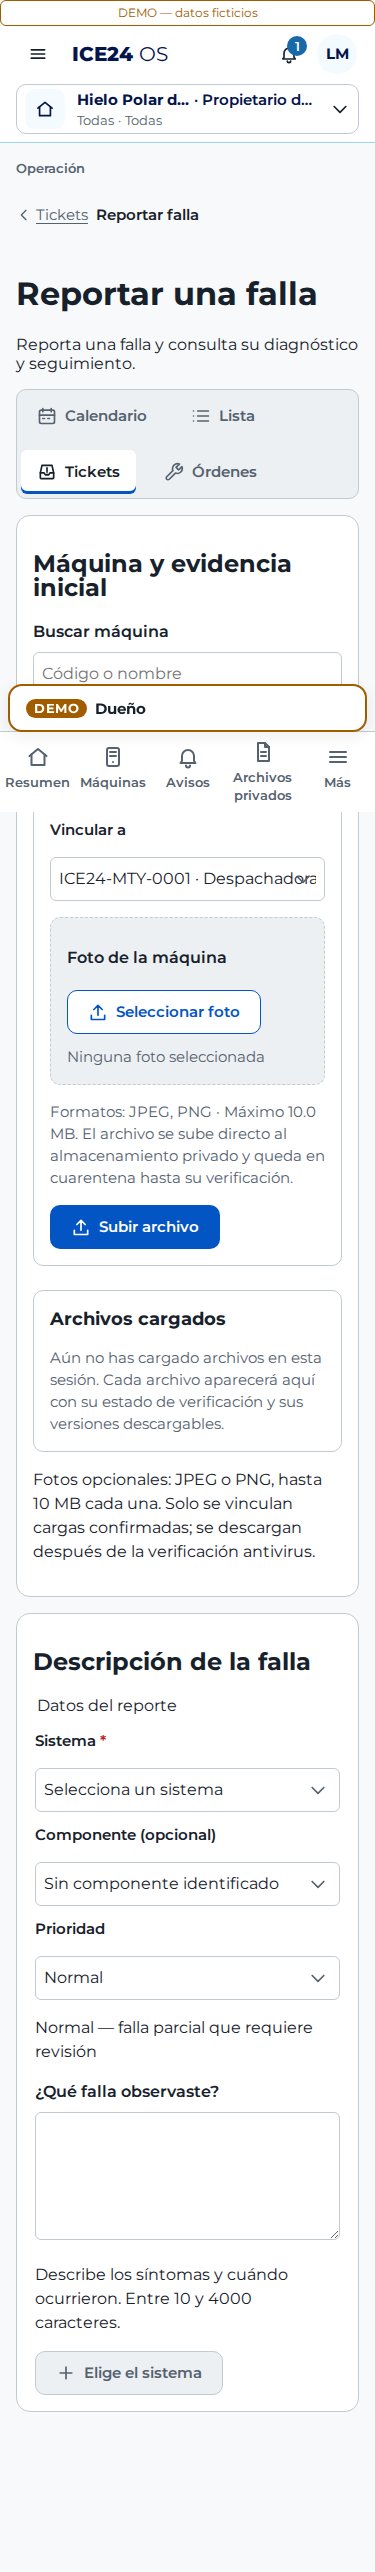 DEMO — datos ficticios
ICE24 OS
1
LM
Hielo Polar d... · Propietario d...
Todas · Todas
Operación
Tickets Reportar falla
Reportar una falla
Reporta una falla y consulta su diagnóstico
y seguimiento.
Calendario
Lista
Tickets
Órdenes
Máquina y evidencia
inicial
Buscar máquina
Código o nombre
DEMO Dueño
Resumen
Máquinas
Avisos
Archivos
privados
Más
Vincular a
ICE24-MTY-0001 · Despachadora
Foto de la máquina
Seleccionar foto
Ninguna foto seleccionada
Formatos: JPEG, PNG · Máximo 10.0
MB. El archivo se sube directo al
almacenamiento privado y queda en
cuarentena hasta su verificación.
Subir archivo
Archivos cargados
Aún no has cargado archivos en esta
sesión. Cada archivo aparecerá aquí
con su estado de verificación y sus
versiones descargables.
Fotos opcionales: JPEG o PNG, hasta
10 MB cada una. Solo se vinculan
cargas confirmadas; se descargan
después de la verificación antivirus.
Descripción de la falla
Datos del reporte
Sistema *
Selecciona un sistema
Componente (opcional)
Sin componente identificado
Prioridad
Normal
Normal — falla parcial que requiere
revisión
¿Qué falla observaste?
Describe los síntomas y cuándo
ocurrieron. Entre 10 y 4000
caracteres.
Elige el sistema